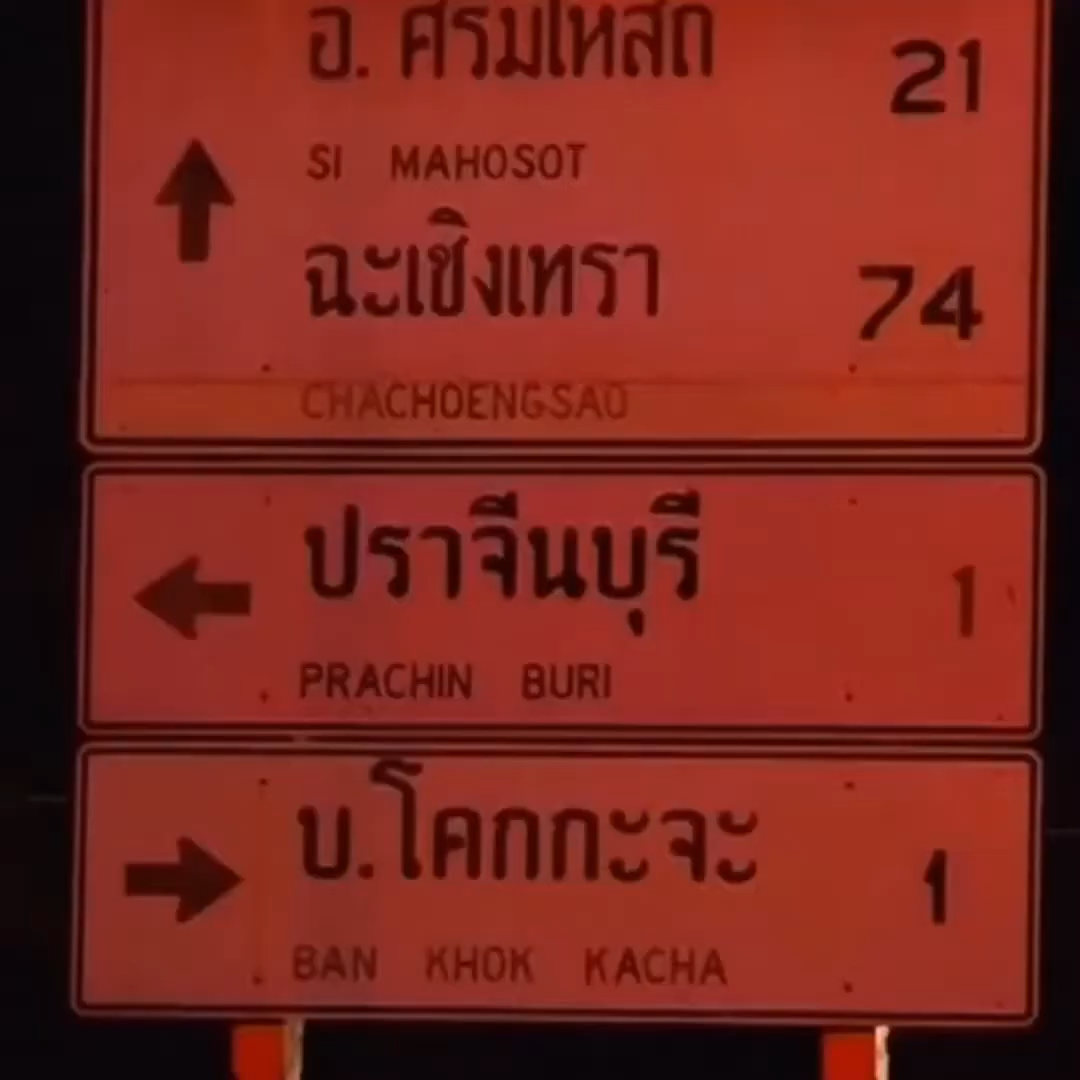 อ. ศรีมโหสถ 21
SI MAHOSOT
ฉะเชิงเทรา 74
CHACHOENGSAO
ปราจีนบุรี 1
PRACHIN BURI
บ.โคกกะจะ 1
BAN KHOK KACHA